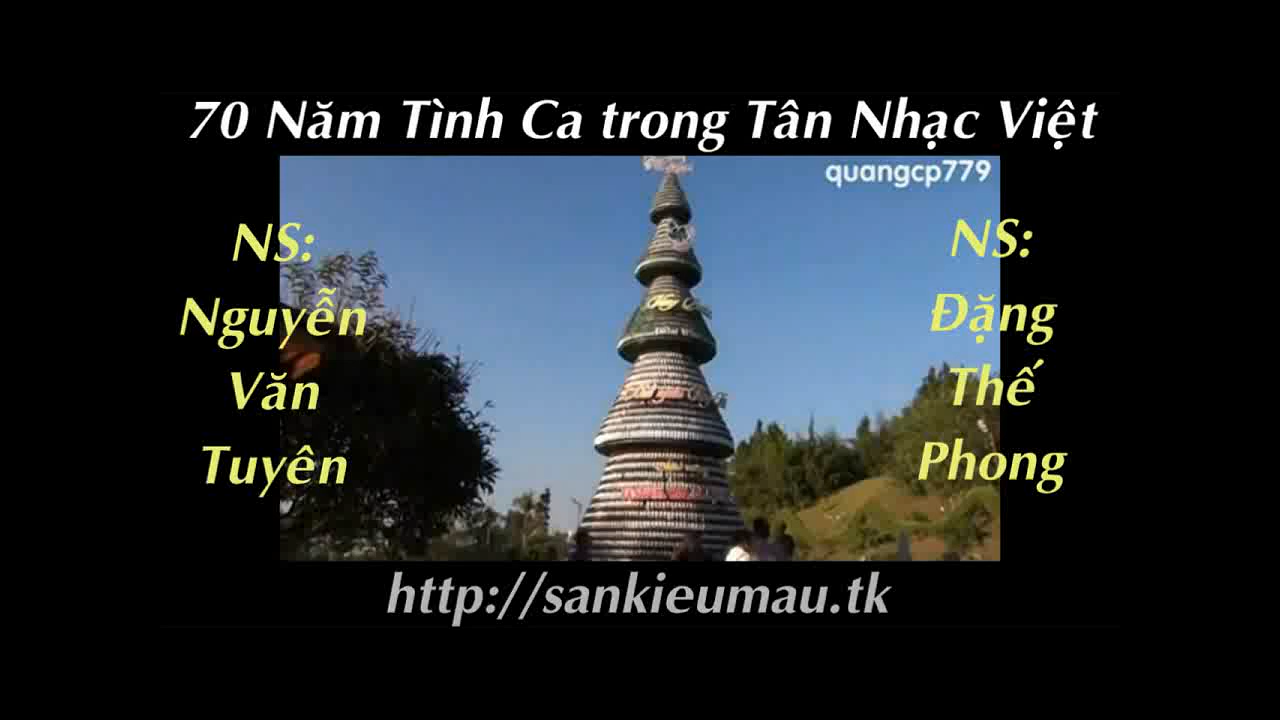 70 Năm Tình Ca trong Tân Nhạc Việt
quangcp779
NS:
Nguyễn
Văn
Tuyên
NS:
Đặng
Thế
Phong
http://sankieumau.tk